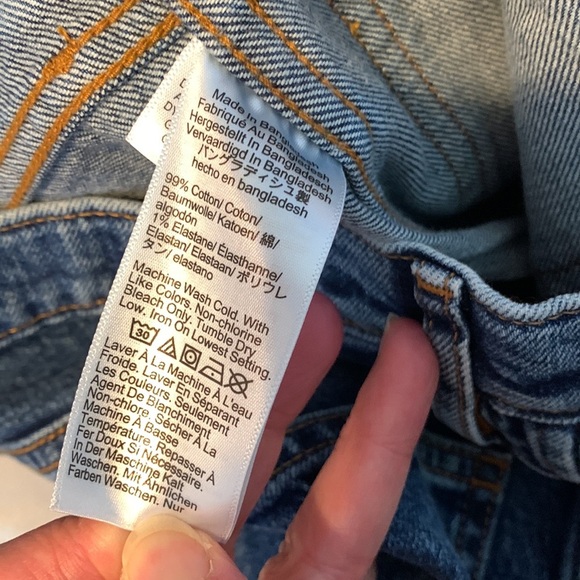 Made In Bangladesh
Fabriqué Au Bangladesh
Hergestellt In Bangladesch
Vervaardigd In Bangladesh
バングラディシュ製
hecho en bangladesh
99% Cotton/ Coton/
Baumwolle/ Katoen/ 綿/
algodón
1% Elastane/ Élasthanne/
Elastan/ Elastaan/ ポリウレ
タン/ elastano
Machine Wash Cold. With
Like Colors. Non-chlorine
Bleach Only. Tumble Dry
Low. Iron On Lowest Setting.
Laver À La Machine À L'eau
Froide. Laver En Séparant
Les Couleurs. Seulement
Agent De Blanchiment
Non-chlore. Sécher À La
Machine À Basse
Température. Repasser À
Fer Doux Si Nécessaire.
In Der Maschine Kalt
Waschen. Mit Ähnlichen
Farben Waschen. Nur